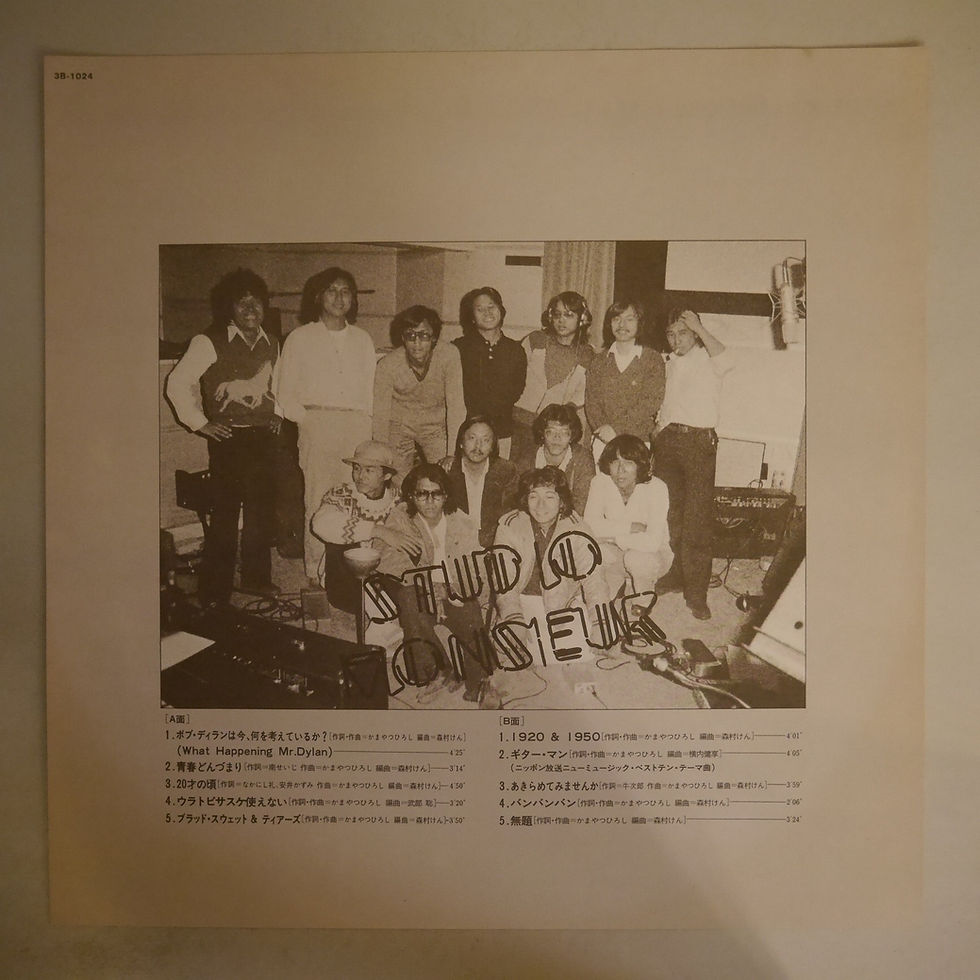 3B-1024
STUDIO
MONSIEUR
[A面]
1.ボブ・ディランは今、何を考えているか?[作詞・作曲=かまやつひろし 編曲=森村けん]
(What Happening Mr.Dylan) 4'25"
2.青春どんづまり[作詞=南せいじ 作曲=かまやつひろし 編曲=森村けん] 3'14"
3.20才の頃[作詞=なかにし礼、安井かずみ 作曲=かまやつひろし 編曲=森村けん] 4'50"
4.ウラトビサスケ使えない[作詞・作曲=かまやつひろし 編曲=武部 聡] 3'20"
5.ブラッド・スウェット & ティアーズ[作詞・作曲=かまやつひろし 編曲=森村けん] 3'50"
[B面]
1.1920 & 1950[作詞・作曲=かまやつひろし 編曲=森村けん] 4'01"
2.ギター・マン[作詞・作曲=かまやつひろし 編曲=横内健亨] 4'05"
(ニッポン放送ニューミュージック・ベストテン・テーマ曲)
3.あきらめてみませんか[作詞=牛次郎 作曲=かまやつひろし 編曲=森村けん] 3'59"
4.バンバンバン[作詞・作曲=かまやつひろし 編曲=森村けん] 2'06"
5.無題[作詞・作曲=かまやつひろし 編曲=森村けん] 3'24"